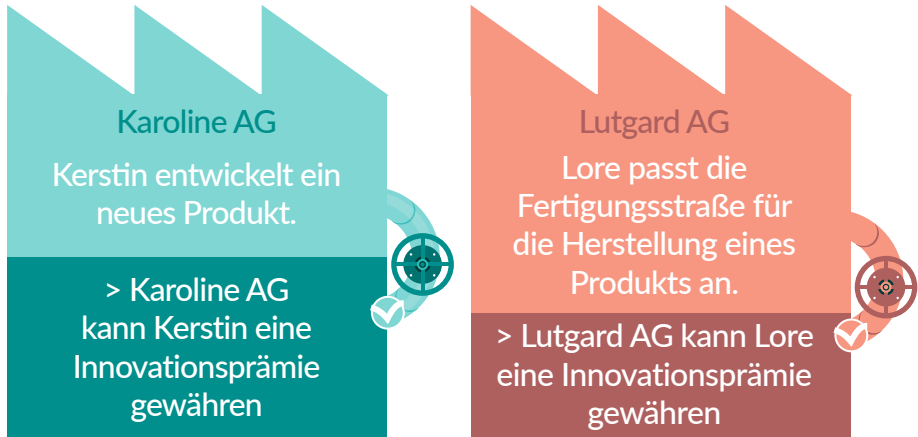 Karoline AG
Kerstin entwickelt ein
neues Produkt.
> Karoline AG
kann Kerstin eine
Innovationsprämie
gewähren
Lutgard AG
Lore passt die
Fertigungsstraße für
die Herstellung eines
Produkts an.
> Lutgard AG kann Lore
eine Innovationsprämie
gewähren